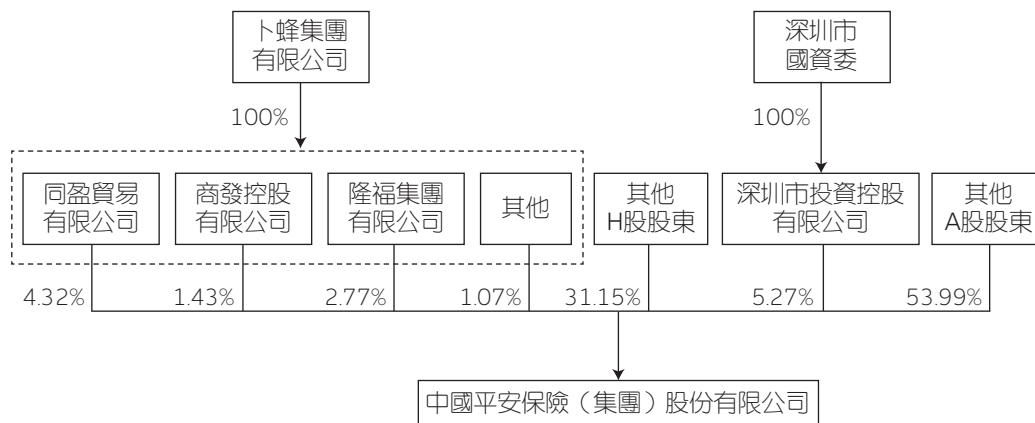 卜蜂集團
有限公司
深圳市
國資委
100%
100%
同盈貿易
有限公司
商發控股
有限公司
隆福集團
有限公司
其他
其他
H股股東
深圳市投資控股
有限公司
其他
A股股東
4.32%
1.43%
2.77%
1.07%
31.15%
5.27%
53.99%
中國平安保險（集團）股份有限公司